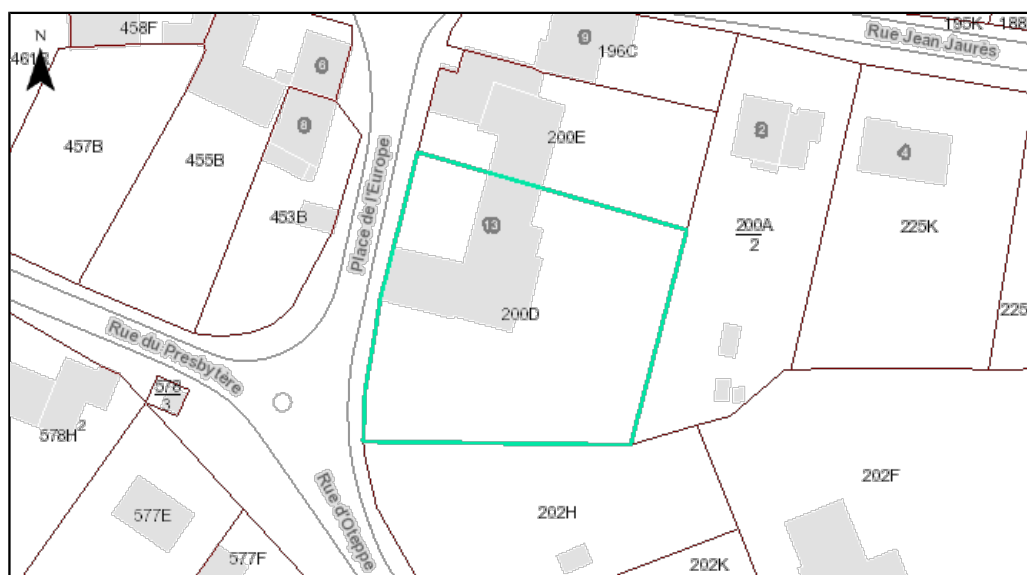 458F
195K
188
N
6
9
196C
Rue Jean Jaurès
8
2
200E
457B
455B
4
453B
Place de l'Europe
13
200A
2
225K
200D
225
Rue du Presbytère
578
3
578H
2
202F
Rue d'Oteppe
577E
202H
577F
202K